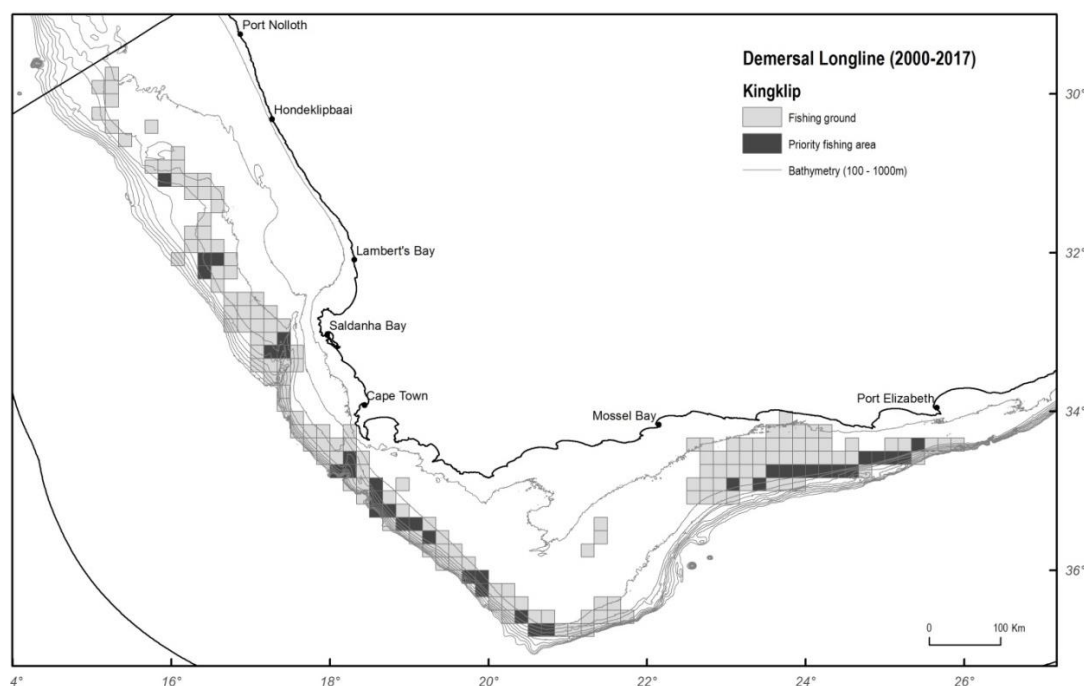 Port Nolloth
Demersal Longline (2000-2017)
Kingklip
Fishing ground
Priority fishing area
Bathymetry (100 - 1000m)
30°
Hondeklipbaai
Lambert's Bay
32°
Saldanha Bay
Cape Town
Mossel Bay
Port Elizabeth
34°
36°
0 100 Km
4° 16° 18° 20° 22° 24° 26°